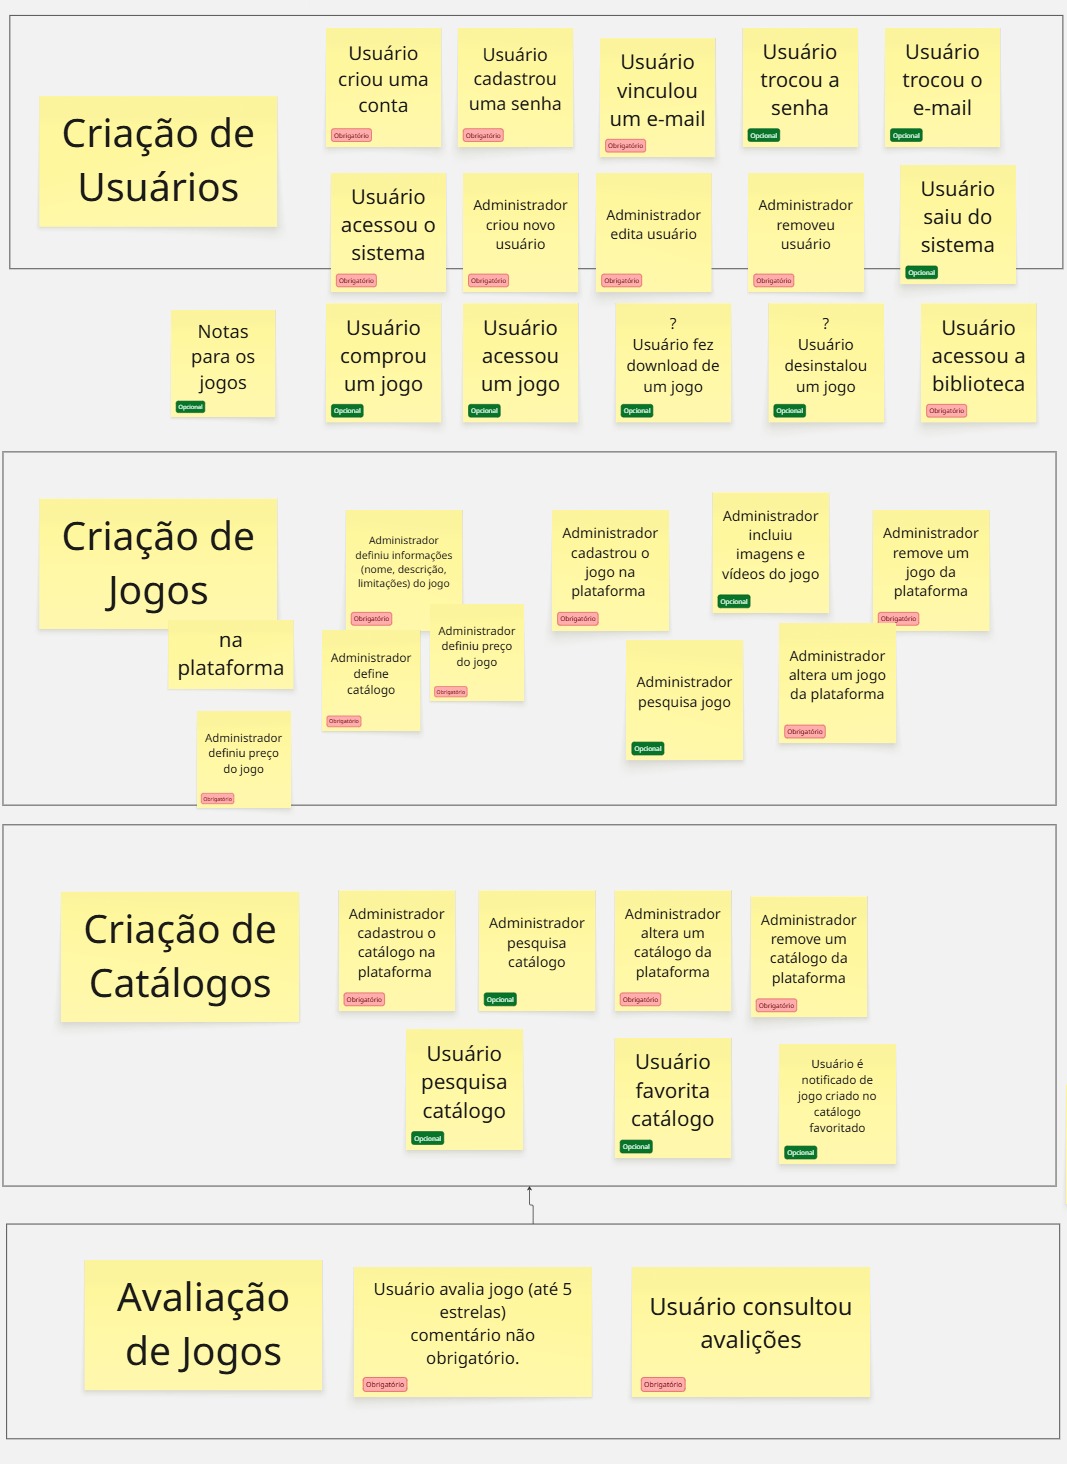 Criação de
Usuários
Usuário
criou uma
conta
Obrigatório
Usuário
cadastrou
uma senha
Obrigatório
Usuário
vinculou
um e-mail
Obrigatório
Usuário
trocou a
senha
Opcional
Usuário
trocou o
e-mail
Opcional
Usuário
acessou o
sistema
Obrigatório
Administrador
criou novo
usuário
Obrigatório
Administrador
edita usuário
Obrigatório
Administrador
removeu
usuário
Obrigatório
Usuário
saiu do
sistema
Opcional
Notas
para os
jogos
Opcional
Usuário
comprou
um jogo
Opcional
Usuário
acessou
um jogo
Opcional
?
Usuário fez
download de
um jogo
Opcional
?
Usuário
desinstalou
um jogo
Opcional
Usuário
acessou a
biblioteca
Obrigatório
Criação de
Jogos
na
plataforma
Administrador
definiu informações
(nome, descrição,
limitações) do jogo
Obrigatório
Administrador
cadastrou o
jogo na
plataforma
Obrigatório
Administrador
incluiu
imagens e
vídeos do jogo
Opcional
Administrador
remove um
jogo da
plataforma
Obrigatório
Administrador
define
catálogo
Obrigatório
Administrador
definiu preço
do jogo
Obrigatório
Administrador
pesquisa jogo
Opcional
Administrador
altera um jogo
da plataforma
Obrigatório
Administrador
definiu preço
do jogo
Obrigatório
Criação de
Catálogos
Administrador
cadastrou o
catálogo na
plataforma
Obrigatório
Administrador
pesquisa
catálogo
Opcional
Administrador
altera um
catálogo da
plataforma
Obrigatório
Administrador
remove um
catálogo da
plataforma
Obrigatório
Usuário
pesquisa
catálogo
Opcional
Usuário
favorita
catálogo
Opcional
Usuário é
notificado de
jogo criado no
catálogo
favoritado
Opcional
Avaliação
de Jogos
Usuário avalia jogo (até 5
estrelas)
comentário não
obrigatório.
Obrigatório
Usuário consultou
avalições
Obrigatório